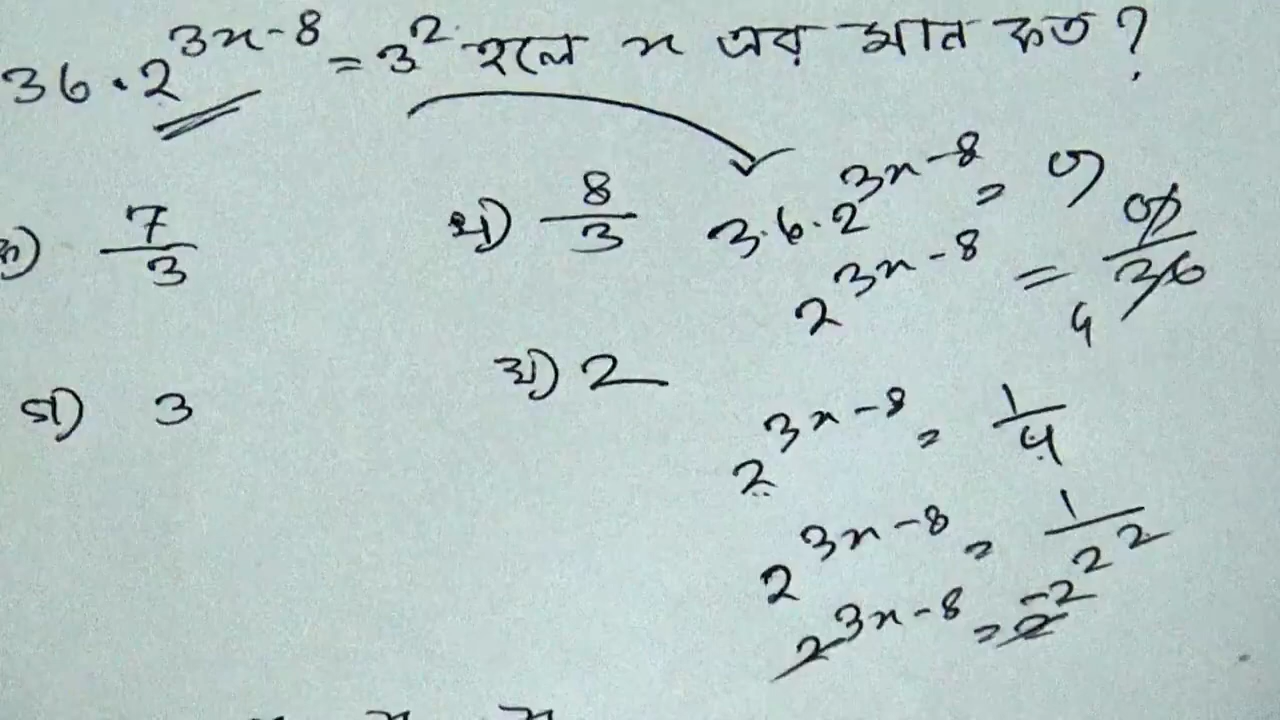 36 · 2^{3x-8} = 3^2 হলে x এর মান কত ?
ক) 7/3
খ) 8/3
গ) 3
ঘ) 2
3·6·2^{3x-8} = 9
2^{3x-8} = 9/36 4
2^{3x-8} = 1/4
2^{3x-8} = 1/2^2
2^{3x-8} = 2^{-2}